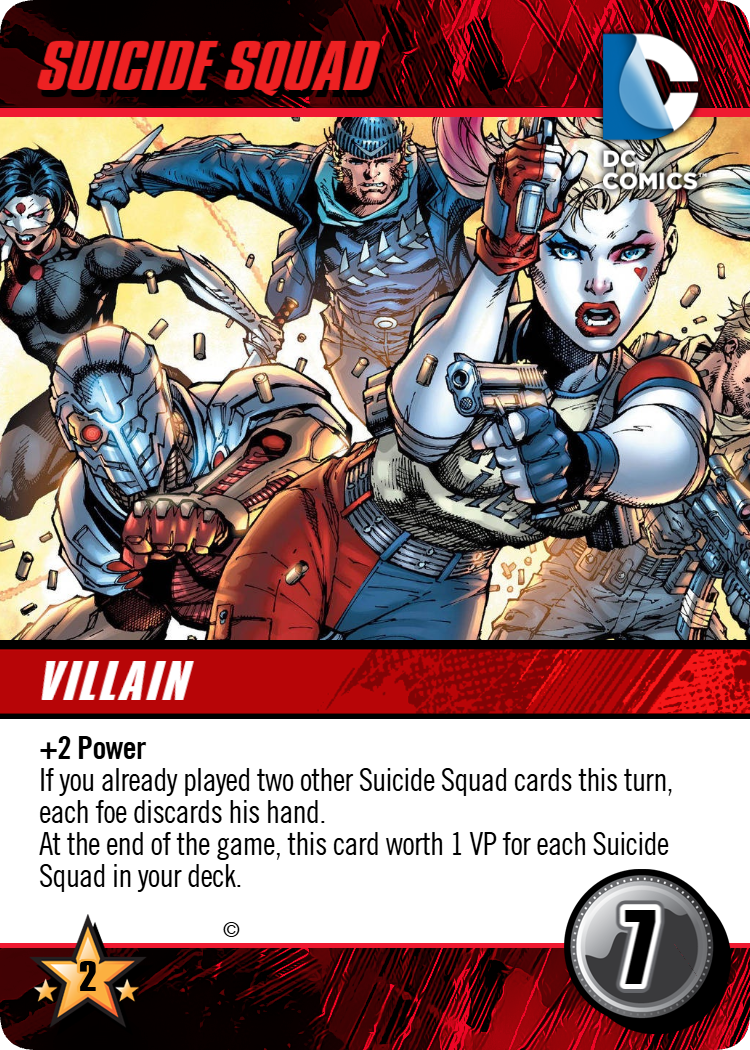 SUICIDE SQUAD
DC
DC
COMICS™
VILLAIN
+2 Power
If you already played two other Suicide Squad cards this turn,
each foe discards his hand.
At the end of the game, this card worth 1 VP for each Suicide
Squad in your deck.
©
2
7